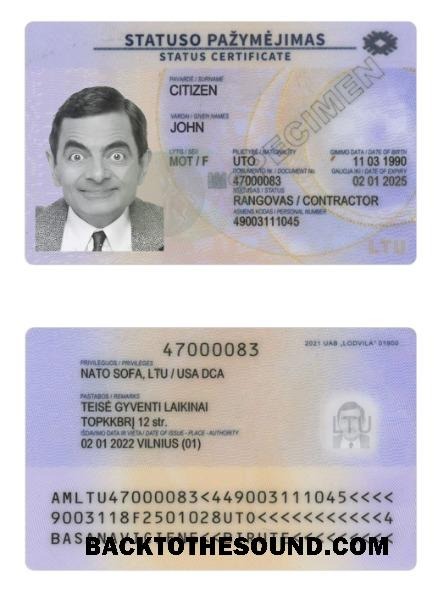 STATUSO PAŽYMĖJIMAS
STATUS CERTIFICATE
PAVARDĖ / SURNAME
CITIZEN
VARDAI / GIVEN NAMES
JOHN
LYTIS / SEX
MOT / F
PILIETYBĖ / NATIONALITY
UTO
GIMIMO DATA / DATE OF BIRTH
11 03 1990
DOKUMENTO Nr. / DOCUMENT No
47000083
GALIOJA IKI / DATE OF EXPIRY
02 01 2025
STATUSAS / STATUS
RANGOVAS / CONTRACTOR
ASMENS KODAS / PERSONAL NUMBER
49003111045
SPECIMEN
LTU
47000083
2021 UAB „LODVILA" 01900
PRIVILEGIJOS / PRIVILEGES
NATO SOFA, LTU / USA DCA
PASTABOS / REMARKS
TEISĖ GYVENTI LAIKINAI
TOPKKBRĮ 12 str.
IŠDAVIMO DATA IR VIETA / DATE OF ISSUE - PLACE - AUTHORITY
02 01 2022 VILNIUS (01)
LTU
AMLTU47000083<449003111045<<<<
9003118F2501028UTO<<<<<<<<<<<4
BACKTOTHESOUND.COM